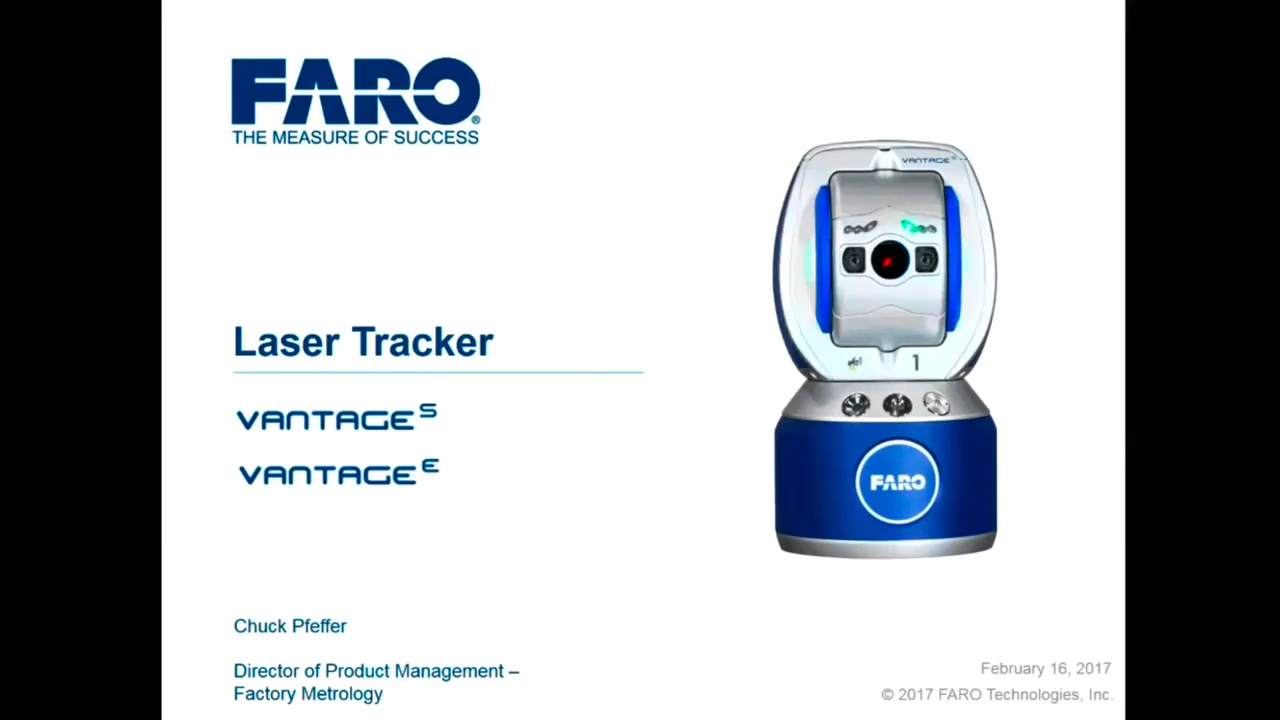 FARO®
THE MEASURE OF SUCCESS
VANTAGE S
Laser Tracker
1
VANTAGE S
VANTAGE E
FARO
Chuck Pfeffer
Director of Product Management –
Factory Metrology
February 16, 2017
© 2017 FARO Technologies, Inc.